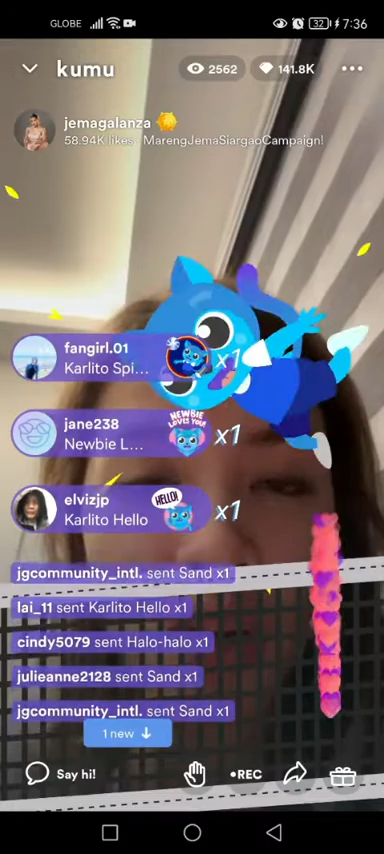 GLOBE 32 7:36
kumu 2562 141.8K
jemagalanza
58.94K likes MarengJemaSiargaoCampaign!
fangirl.01
Karlito Spi... x1
jane238
Newbie L... NEWBIE LOVES YOU! x1
elvizjp HELLO!
Karlito Hello x1
jgcommunity_intl. sent Sand x1
lai_11 sent Karlito Hello x1
cindy5079 sent Halo-halo x1
julieanne2128 sent Sand x1
jgcommunity_intl. sent Sand x1
1 new ↓
Say hi! •REC